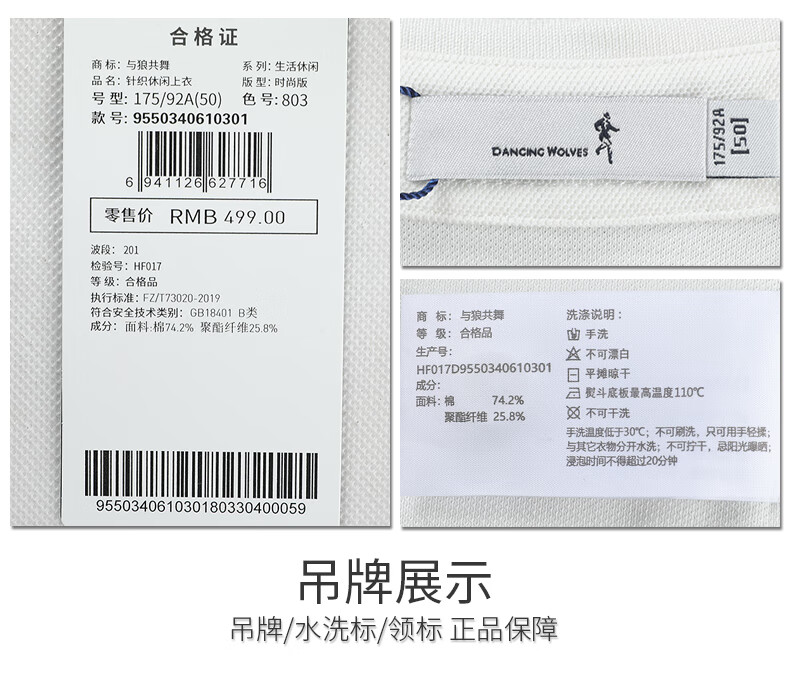 合格证
商 标：与狼共舞 系 列：生活休闲
品 名：针织休闲上衣 版 型：时尚版
号 型：175/92A(50) 色 号：803
款 号：9550340610301
6 941126 627716
零售价 RMB 499.00
波段：201
检验号：HF017
等 级：合格品
执行标准：FZ/T73020-2019
符合安全技术类别：GB18401 B类
成分： 面料:棉74.2% 聚酯纤维25.8%
955034061030180330400059
DANCING WOLVES
175/92A
[50]
商 标：与狼共舞
等 级：合格品
生产号：
HF017D9550340610301
成分：
面料：棉 74.2%
聚酯纤维 25.8%
洗涤说明：
手洗
不可漂白
平摊晾干
熨斗底板最高温度110℃
不可干洗
手洗温度低于30℃；不可刷洗，只可用手轻揉；
与其它衣物分开水洗；不可拧干，忌阳光曝晒；
浸泡时间不得超过20分钟
吊牌展示
吊牌/水洗标/领标 正品保障